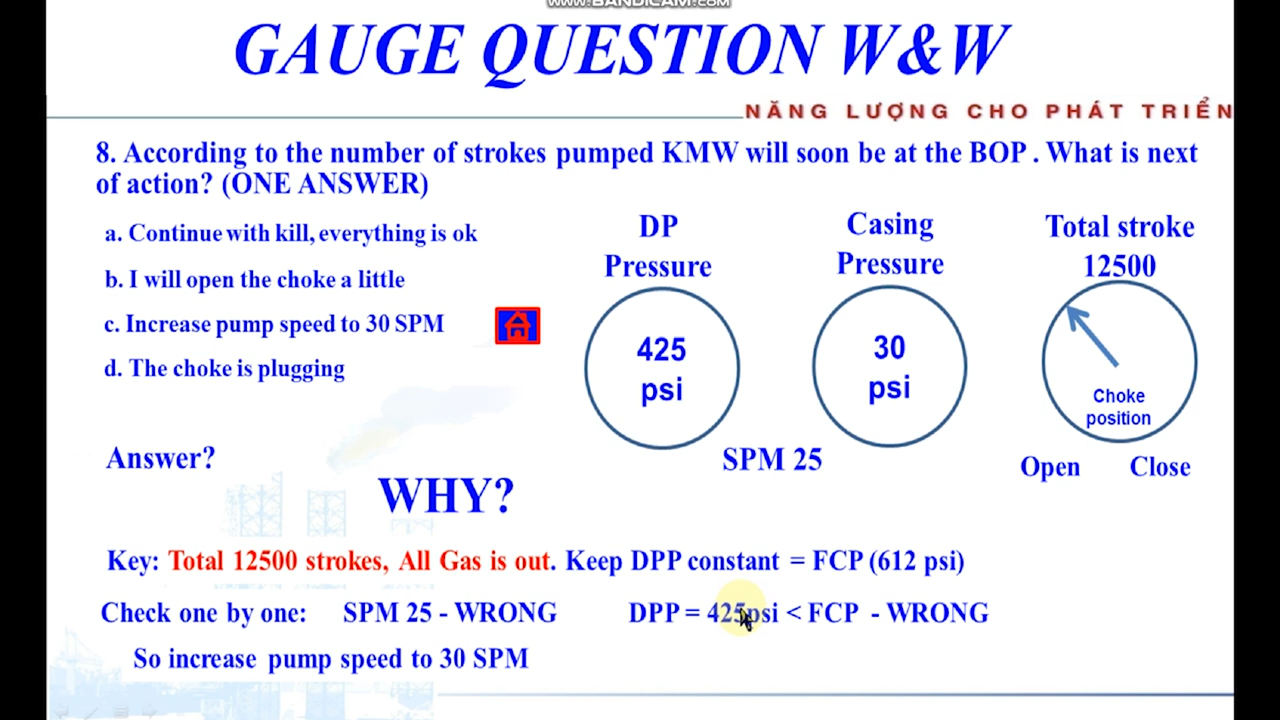 www.BANDICAM.com
GAUGE QUESTION W&W
NĂNG LƯỢNG CHO PHÁT TRIỂN
8. According to the number of strokes pumped KMW will soon be at the BOP . What is next
of action? (ONE ANSWER)
a. Continue with kill, everything is ok
b. I will open the choke a little
c. Increase pump speed to 30 SPM
d. The choke is plugging
DP
Pressure
425
psi
Casing
Pressure
30
psi
SPM 25
Total stroke
12500
Choke
position
Open Close
Answer?
WHY?
Key: Total 12500 strokes, All Gas is out. Keep DPP constant = FCP (612 psi)
Check one by one: SPM 25 - WRONG DPP = 425psi < FCP - WRONG
So increase pump speed to 30 SPM